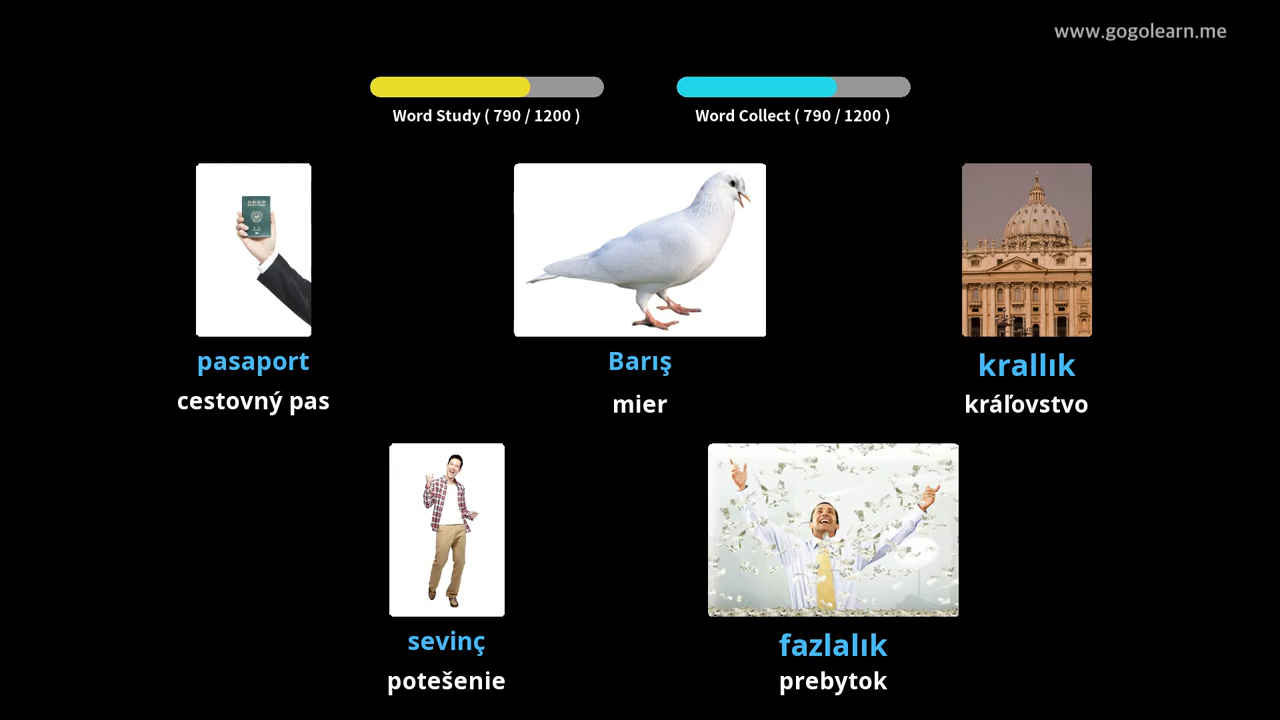 www.gogolearn.me
Word Study ( 790 / 1200 )
Word Collect ( 790 / 1200 )
pasaport
cestovný pas
Barış
mier
krallık
kráľovstvo
sevinç
potešenie
fazlalık
prebytok